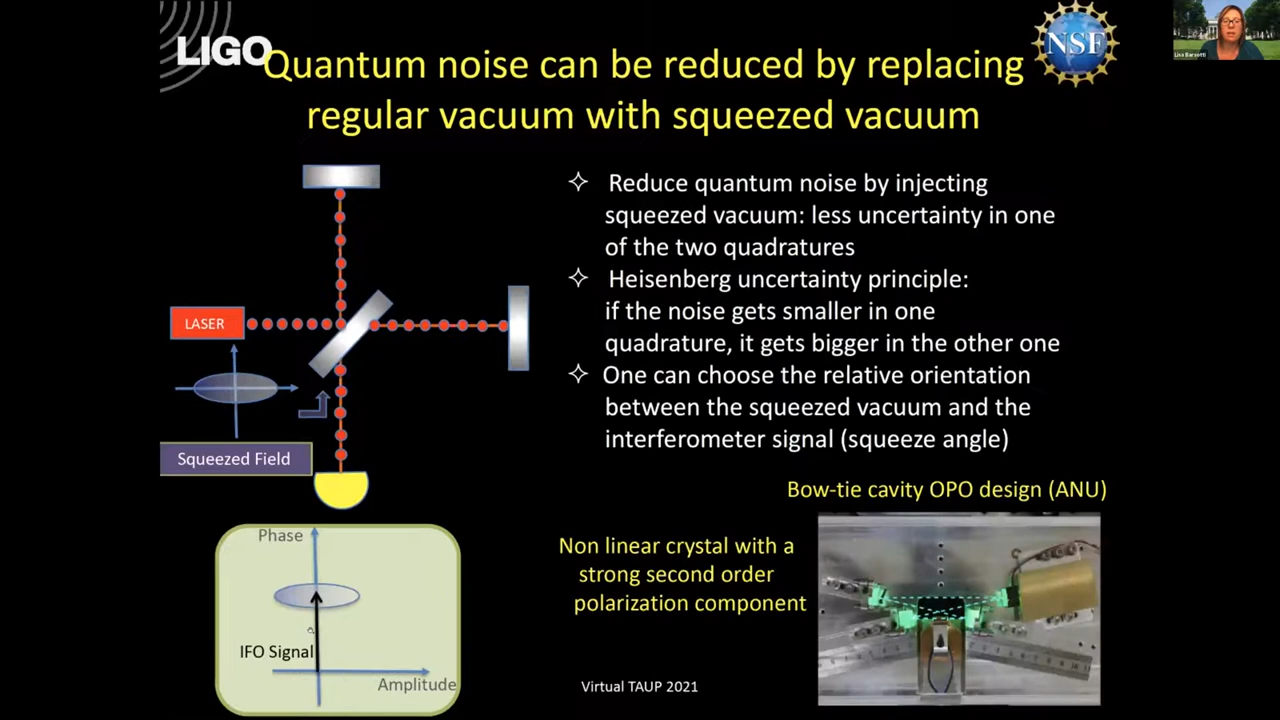 LIGO
NSF
Lisa Barsotti
Quantum noise can be reduced by replacing
regular vacuum with squeezed vacuum
LASER
Squeezed Field
Reduce quantum noise by injecting
squeezed vacuum: less uncertainty in one
of the two quadratures
Heisenberg uncertainty principle:
if the noise gets smaller in one
quadrature, it gets bigger in the other one
One can choose the relative orientation
between the squeezed vacuum and the
interferometer signal (squeeze angle)
Bow-tie cavity OPO design (ANU)
Non linear crystal with a
strong second order
polarization component
Phase
IFO Signal
Amplitude
Virtual TAUP 2021